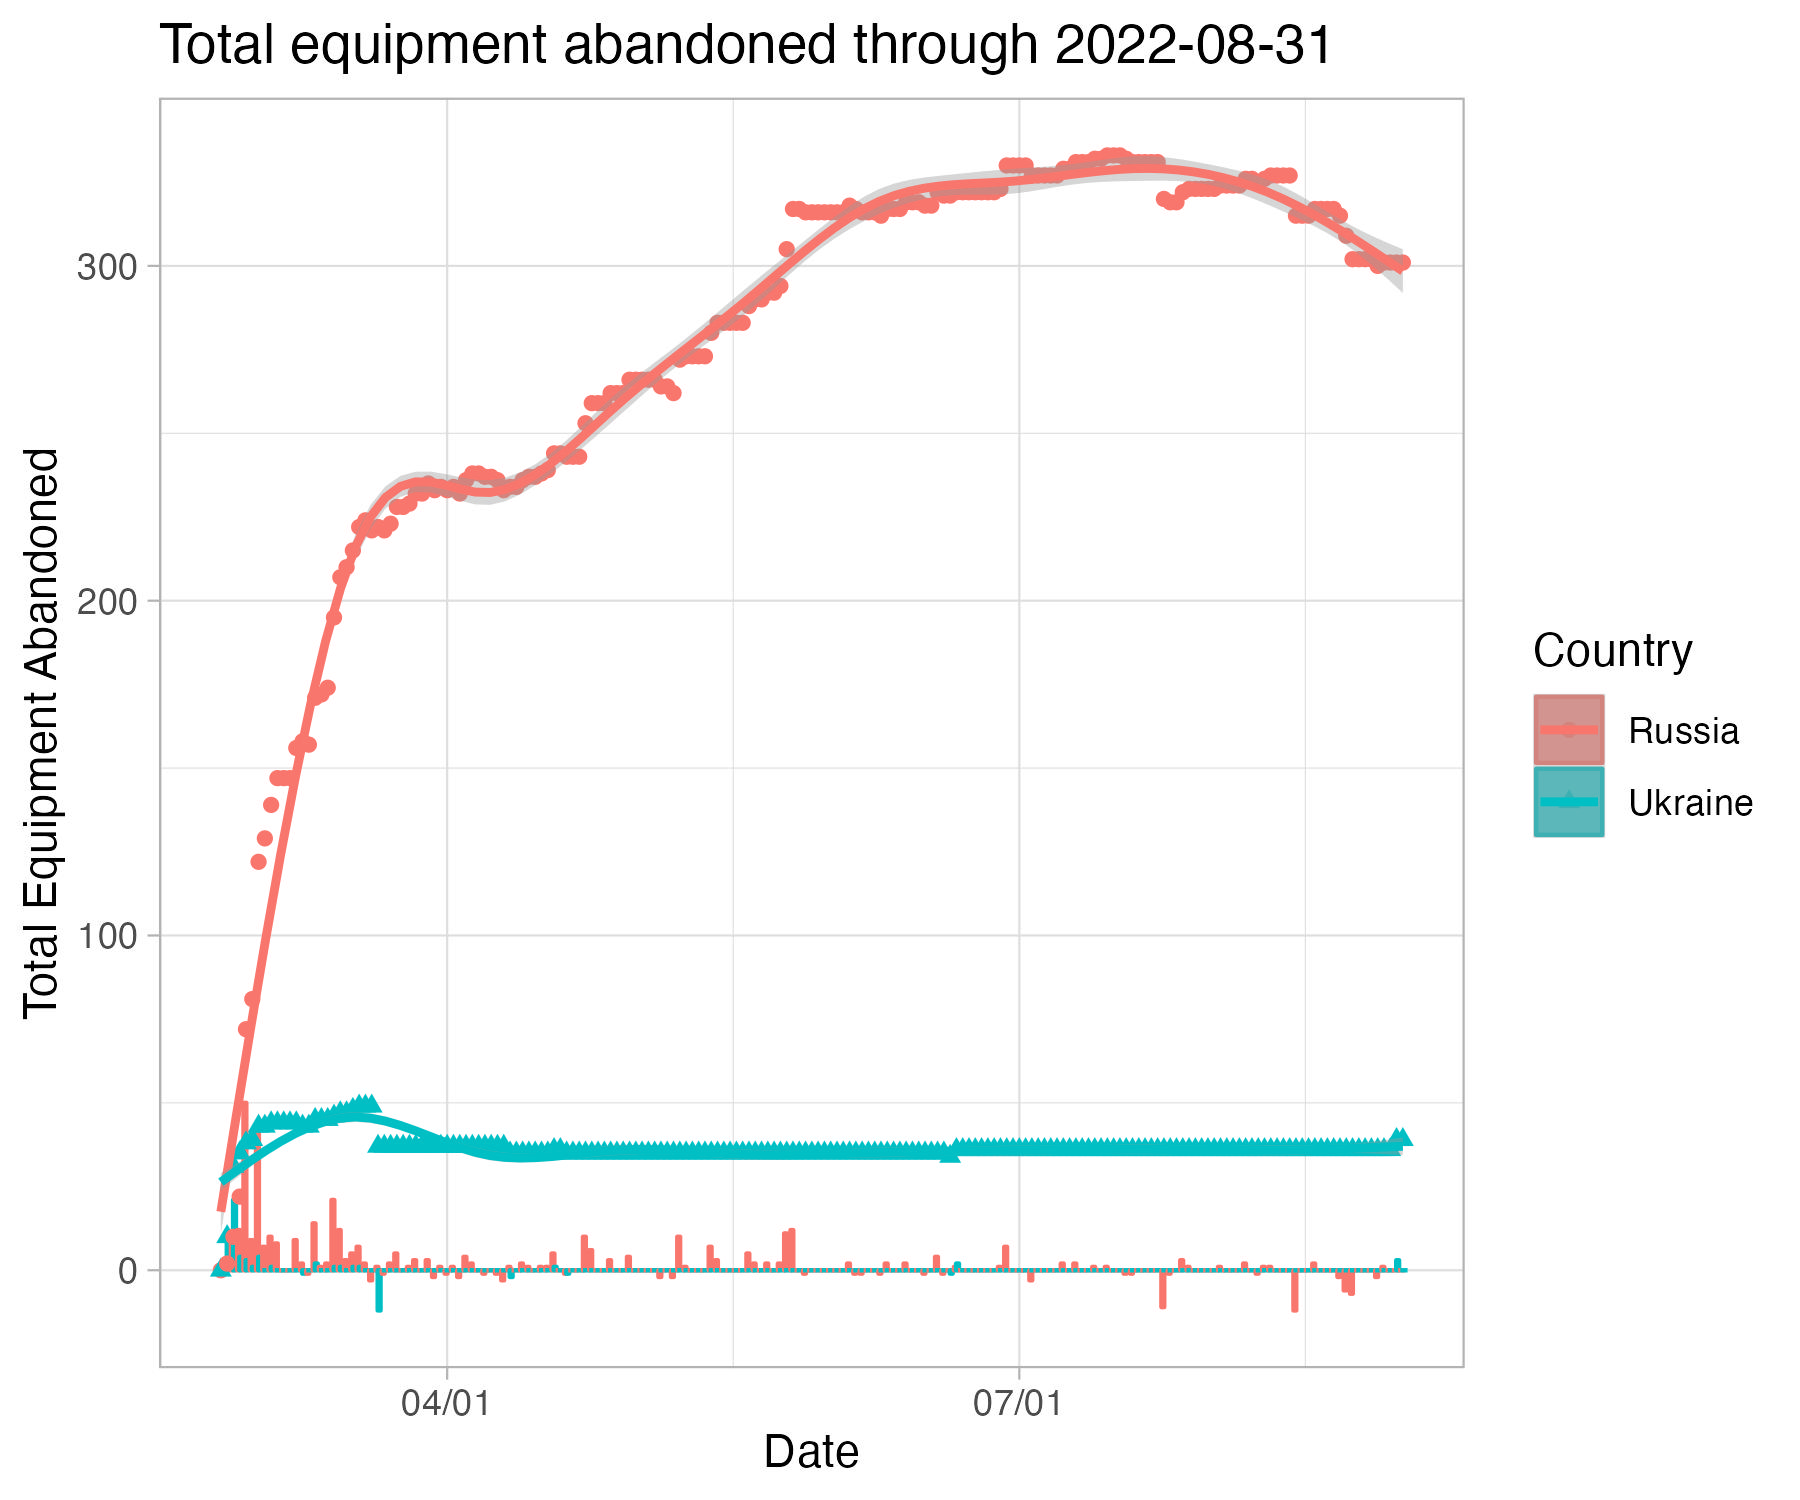 Total equipment abandoned through 2022-08-31
Total Equipment Abandoned
300
200
100
0
04/01
07/01
Date
Country
Russia
Ukraine